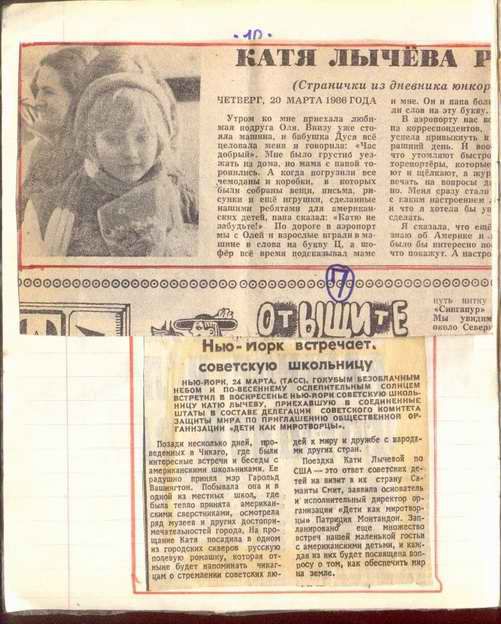 10
КАТЯ ЛЫЧЁВА Р
(Странички из дневника юнкор
ЧЕТВЕРГ, 20 МАРТА 1986 ГОДА
Утром ко мне приехала люби-
мая подруга Оля. Внизу уже сто-
яла машина, и бабушка Дуся всё
целовала меня и говорила: «Час
добрый». Мне было грустно уез-
жать из дома, но мама с папой то-
ропились. А когда погрузили все
чемоданы и коробки, в которых
были собраны вещи, письма, ри-
сунки и ещё игрушки, сделанные
нашими ребятами для американ-
ских детей, папа сказал: «Катю не
забудьте!» По дороге в аэропорт
мы с Олей и взрослые играли в ма-
шине в слова на букву Ц, а шо-
фёр всё время подсказывал маме
и мне. Он и папа боль
ли слов на эту букву.
В аэропорту нас
па корреспондентов,
успела привыкнуть к
рашний день. И воо
что утомляют быстро
торепортёры, которые
ют и щёлкают, а жур
вечать на вопросы д
но. Меня сразу стали
с каким настроением
и что я хотела бы
сделать.
Я сказала, что ещё
знаю об Америке и
было бы интересно по
что покажут. А настро
17
ОТЫЩИТЕ
нуть нитку
«Сингапур»
Мы увидим
около Северн
Нью-Йорк встречает
советскую школьницу
НЬЮ-ЙОРК, 24 МАРТА. (ТАСС). ГОЛУБЫМ БЕЗОБЛАЧНЫМ
НЕБОМ И ПО-ВЕСЕННЕМУ ОСЛЕПИТЕЛЬНЫМ СОЛНЦЕМ
ВСТРЕТИЛ В ВОСКРЕСЕНЬЕ НЬЮ-ЙОРК СОВЕТСКУЮ ШКОЛЬ-
НИЦУ КАТЮ ЛЫЧЕВУ, ПРИЕХАВШУЮ В СОЕДИНЕННЫЕ
ШТАТЫ В СОСТАВЕ ДЕЛЕГАЦИИ СОВЕТСКОГО КОМИТЕТА
ЗАЩИТЫ МИРА ПО ПРИГЛАШЕНИЮ ОБЩЕСТВЕННОЙ ОР-
ГАНИЗАЦИИ «ДЕТИ КАК МИРОТВОРЦЫ».
Позади несколько дней, про-
веденных в Чикаго, где были
интересные встречи и беседы с
американскими школьниками. Ее
радушно принял мэр Гарольд
Вашингтон. Побывала она и в
одной из местных школ, где
была тепло принята американ-
скими сверстниками, осмотрела
ряд музеев и других достопри-
мечательностей города. На про-
щание Катя посадила в одном
из городских скверов русскую
полевую ромашку, которая от-
ныне будет напоминать чикаг-
цам о стремлении советских лю-
дей к миру и дружбе с народа-
ми других стран.
Поездка Кати Лычевой по
США — это ответ советских де-
тей на визит в их страну Са-
манты Смит, заявила основатель
и исполнительный директор ор-
ганизации «Дети как миротвор-
цы» Патриция Монтандон. Зап-
ланировано еще множество
встреч нашей маленькой гостьи
с американскими детьми, и каж-
дая из них будет посвящена воп-
росу о том, как обеспечить мир
на земле.